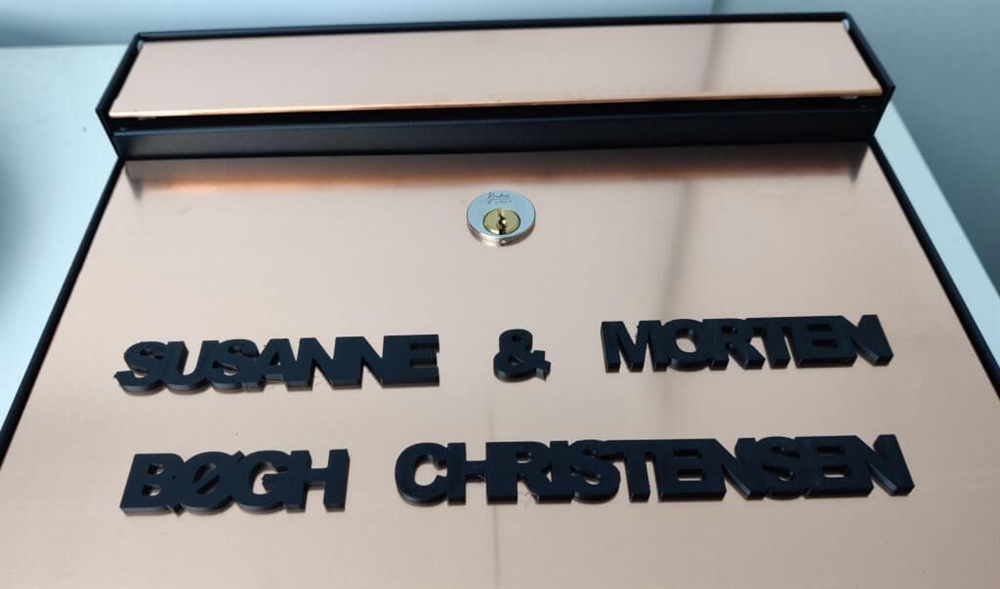 SUSANNE & MORTEN
BØGH CHRISTENSEN